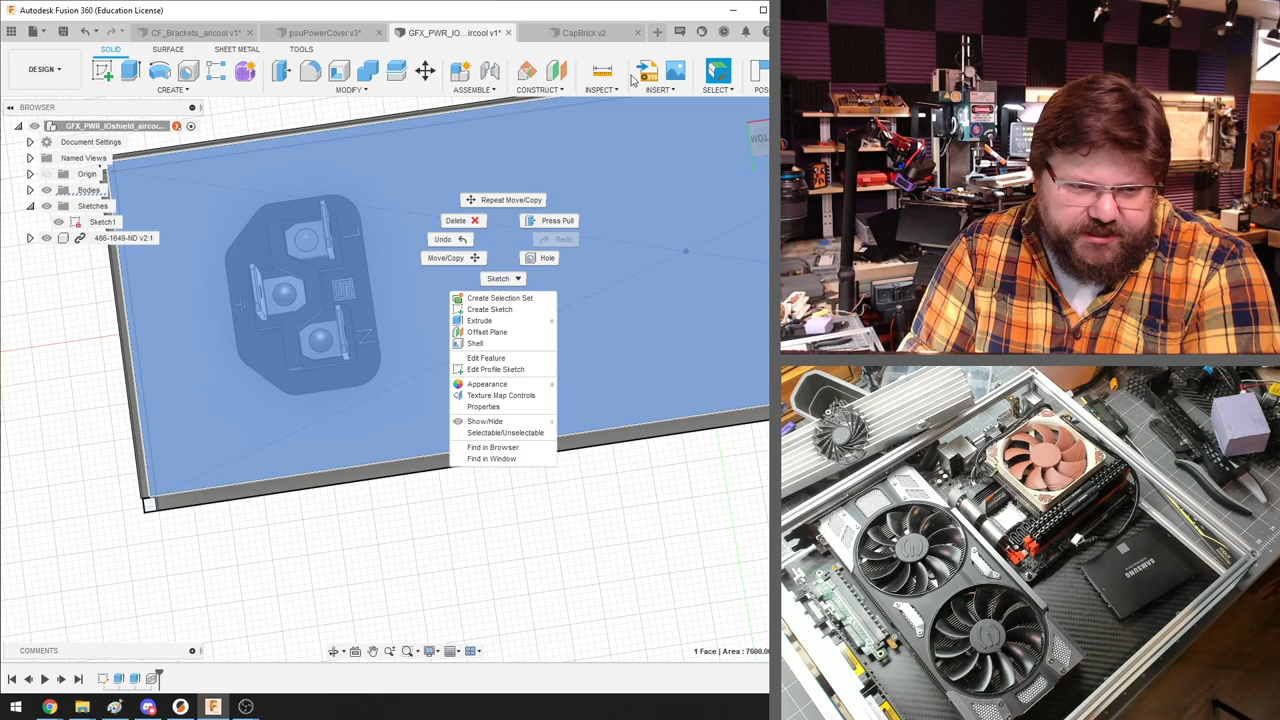 Autodesk Fusion 360 (Education License)
CF_Brackets_aricool v1*
psuPowerCover v3*
GFX_PWR_IO...ircool v1*
CapBrick v2
SOLID
SURFACE
SHEET METAL
TOOLS
DESIGN
CREATE
MODIFY
ASSEMBLE
CONSTRUCT
INSPECT
INSERT
SELECT
POS
BROWSER
GFX_PWR_IOshield_aircoc...
Document Settings
Named Views
Origin
Bodies
Sketches
Sketch1
486-1649-ND v2:1
Repeat Move/Copy
Delete
Press Pull
Undo
Redo
Move/Copy
Hole
Sketch
Create Selection Set
Create Sketch
Extrude e
Offset Plane
Shell
Edit Feature
Edit Profile Sketch
Appearance a
Texture Map Controls
Properties
Show/Hide v
Selectable/Unselectable
Find in Browser
Find in Window
L
N
COMMENTS
1 Face | Area : 7600.00
SAMSUNG